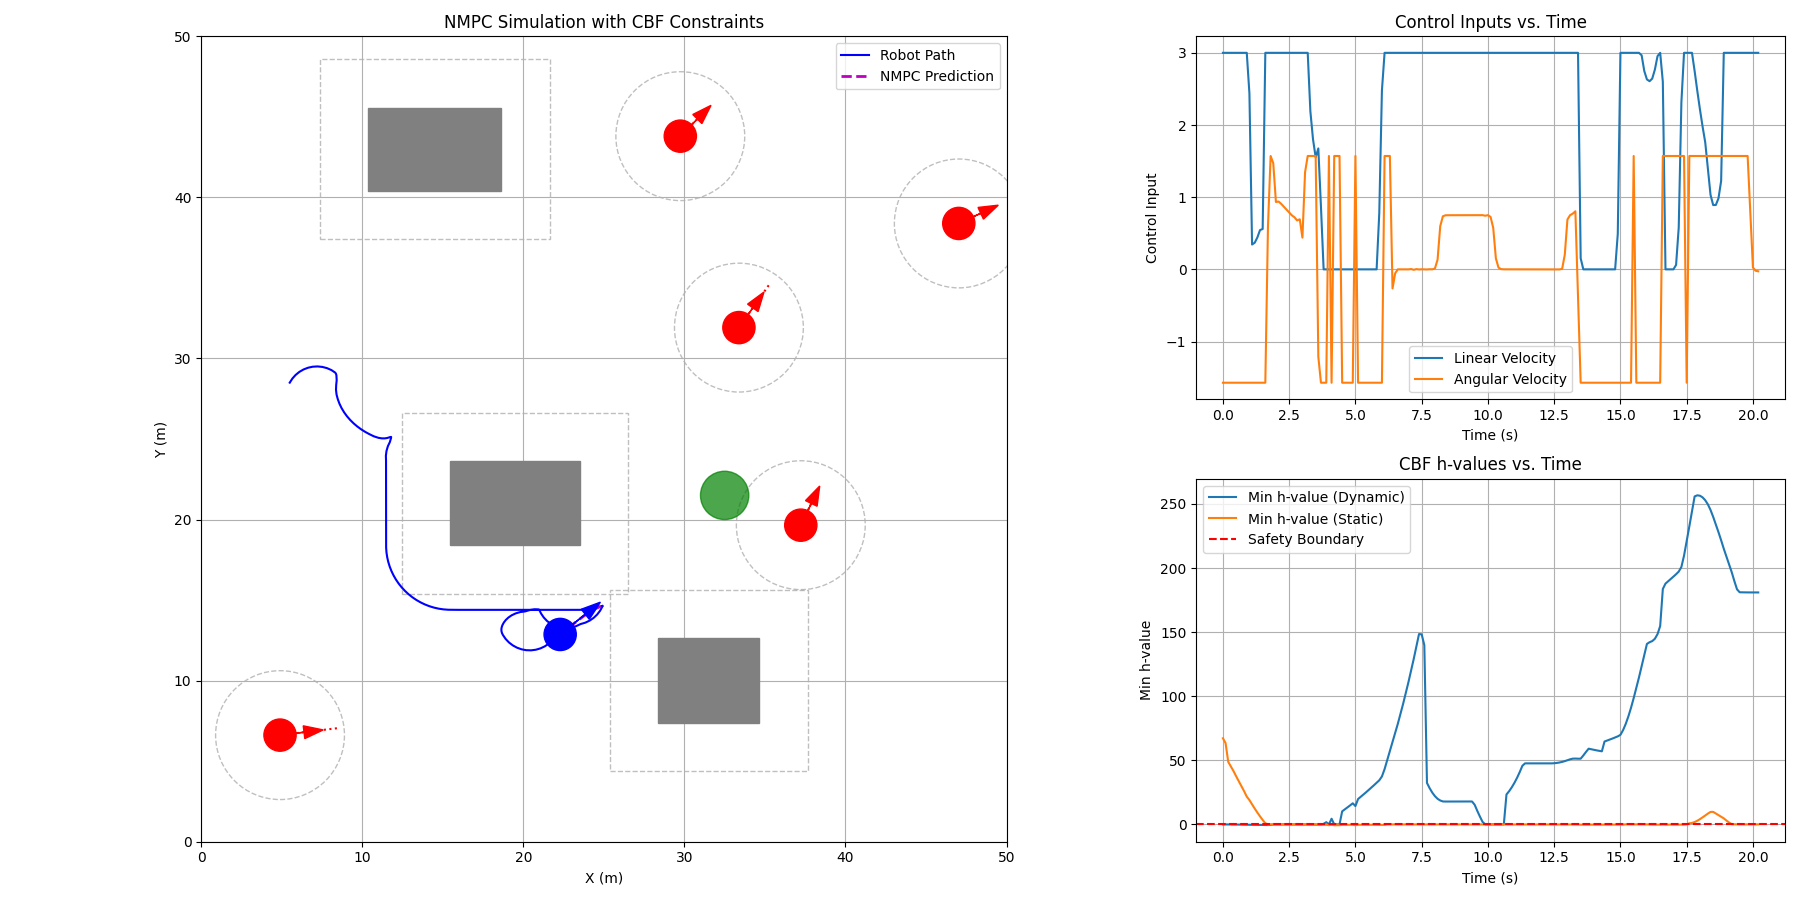 NMPC Simulation with CBF Constraints
Robot Path
NMPC Prediction
Y (m)
50
40
30
20
10
0
0 10 20 30 40 50
X (m)
Control Inputs vs. Time
Control Input
3
2
1
0
−1
Linear Velocity
Angular Velocity
0.0 2.5 5.0 7.5 10.0 12.5 15.0 17.5 20.0
Time (s)
CBF h-values vs. Time
Min h-value
250
200
150
100
50
0
Min h-value (Dynamic)
Min h-value (Static)
Safety Boundary
0.0 2.5 5.0 7.5 10.0 12.5 15.0 17.5 20.0
Time (s)